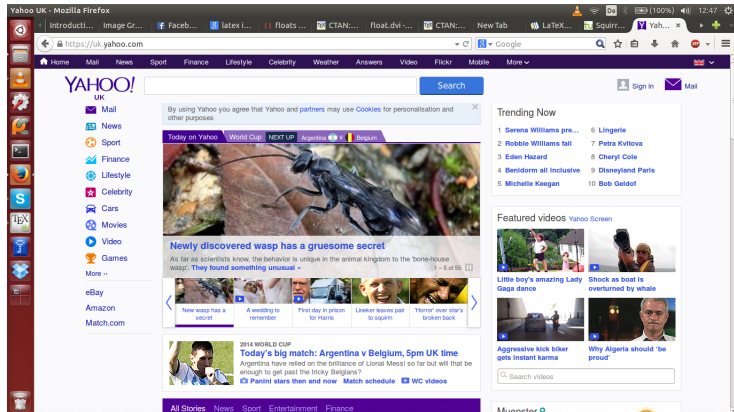 Yahoo UK - Mozilla Firefox
De
(100%)
12:47
Introducti...
Image Gr...
Faceb...
latex i...
() floats ...
CTAN:...
float.dvi -...
CTAN:...
New Tab
LaTeX...
Squirr...
Yah...
https://uk.yahoo.com
Google
Home Mail News Sport Finance Lifestyle Celebrity Weather Answers Video Flickr Mobile More
YAHOO!
UK
Search
Sign in
Mail
Mail
News
Sport
Finance
Lifestyle
Celebrity
Cars
Movies
Video
Games
More ››
eBay
Amazon
Match.com
By using Yahoo you agree that Yahoo and partners may use Cookies for personalisation and
other purposes
Today on Yahoo
World Cup
NEXT UP
Argentina V Belgium
Newly discovered wasp has a gruesome secret
As far as scientists know, the behavior is unique in the animal kingdom to the 'bone-house
wasp'. They found something unusual »
1 – 5 of 55
New wasp has a
secret
A wedding to
remember
First day in prison
for Harris
Lineker leaves pair
to squirm
'Horror' over star's
broken back
2014 WORLD CUP
Today's big match: Argentina v Belgium, 5pm UK time
Argentina have relied on the brilliance of Lional Messi so far but will that be
enough to get past the tricky Belgians?
Panini stars then and now
Match schedule
WC videos
All Stories News Sport Entertainment Finance
Trending Now
1 Serena Williams pre...
2 Robbie Williams fall
3 Eden Hazard
4 Benidorm all inclusive
5 Michelle Keegan
6 Lingerie
7 Petra Kvitova
8 Cheryl Cole
9 Disneyland Paris
10 Bob Geldof
Featured videos Yahoo Screen
Little boy's amazing Lady
Gaga dance
Shock as boat is
overturned by whale
Aggressive kick biker
gets instant karma
Why Algeria should 'be
proud'
Search videos
Muenster